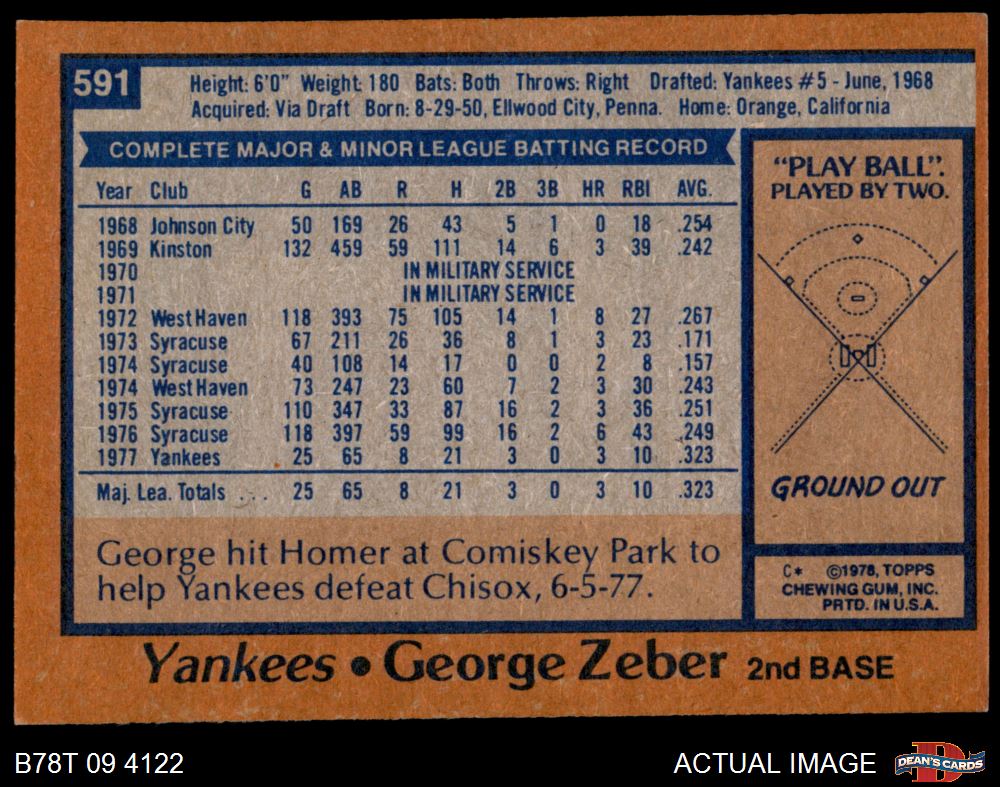 591
Height: 6'0" Weight: 180 Bats: Both Throws: Right Drafted: Yankees #5 - June, 1968
Acquired: Via Draft Born: 8-29-50, Ellwood City, Penna. Home: Orange, California
COMPLETE MAJOR & MINOR LEAGUE BATTING RECORD
Year Club G AB R H 2B 3B HR RBI AVG.
1968 Johnson City 50 169 26 43 5 1 0 18 .254
1969 Kinston 132 459 59 111 14 6 3 39 .242
1970 IN MILITARY SERVICE
1971 IN MILITARY SERVICE
1972 West Haven 118 393 75 105 14 1 8 27 .267
1973 Syracuse 67 211 26 36 8 1 3 23 .171
1974 Syracuse 40 108 14 17 0 0 2 8 .157
1974 West Haven 73 247 23 60 7 2 3 30 .243
1975 Syracuse 110 347 33 87 16 2 3 36 .251
1976 Syracuse 118 397 59 99 16 2 6 43 .249
1977 Yankees 25 65 8 21 3 0 3 10 .323
Maj. Lea. Totals ... 25 65 8 21 3 0 3 10 .323
George hit Homer at Comiskey Park to
help Yankees defeat Chisox, 6-5-77.
"PLAY BALL".
PLAYED BY TWO.
GROUND OUT
C* ©1978, TOPPS
CHEWING GUM, INC.
PRTD. IN U.S.A.
Yankees • George Zeber 2nd BASE
B78T 09 4122
ACTUAL IMAGE
DEAN'S CARDS